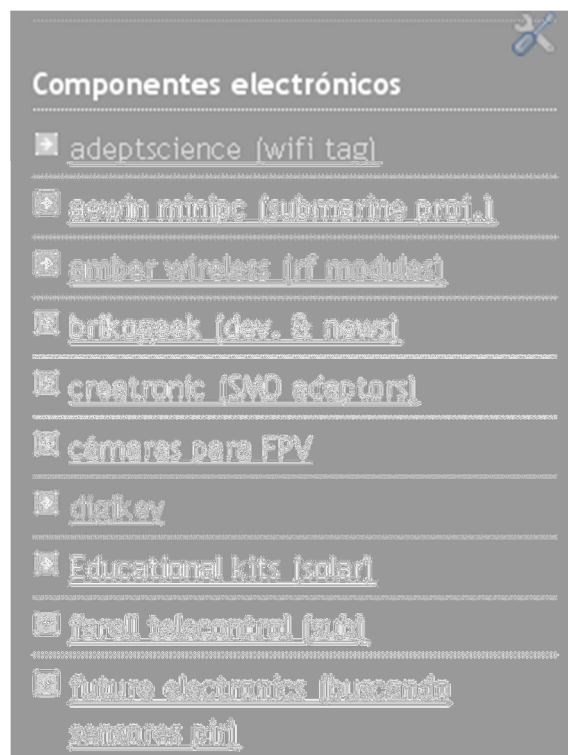 Componentes electrónicos
adeptscience (wifi tag)
aewin minipc (submarine proj.)
amber wireless (rf modules)
brikogeek (dev. & news)
creatronic (SMD adaptors)
cámaras para FPV
digikey
Educational kits (solar)
farell telecontrol (sub)
future electronics (buscando
sensores pir)